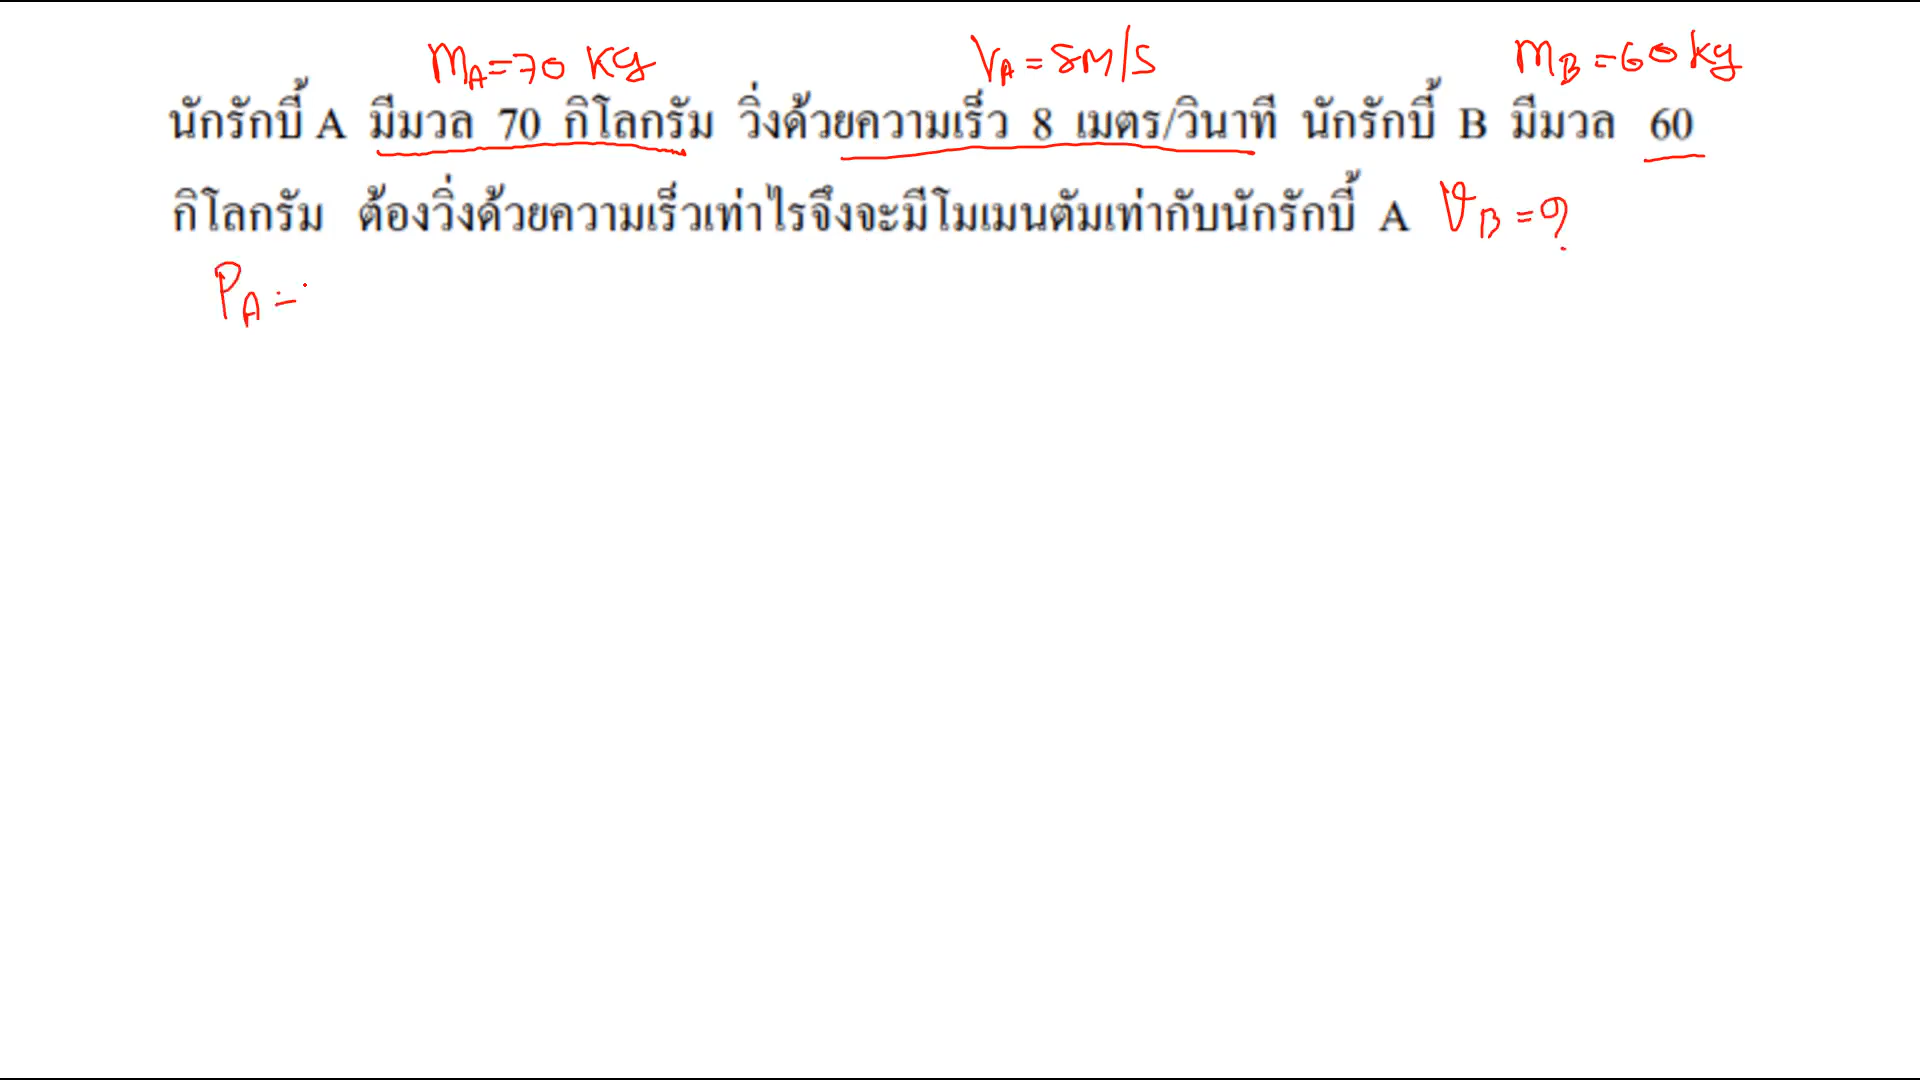 mA=70 Kg VA=8M/S mB=60kg
นักรักบี้ A มีมวล 70 กิโลกรัม วิ่งด้วยความเร็ว 8 เมตร/วินาที นักรักบี้ B มีมวล 60
กิโลกรัม ต้องวิ่งด้วยความเร็วเท่าไรจึงจะมีโมเมนตัมเท่ากับนักรักบี้ A VB=?
PA=